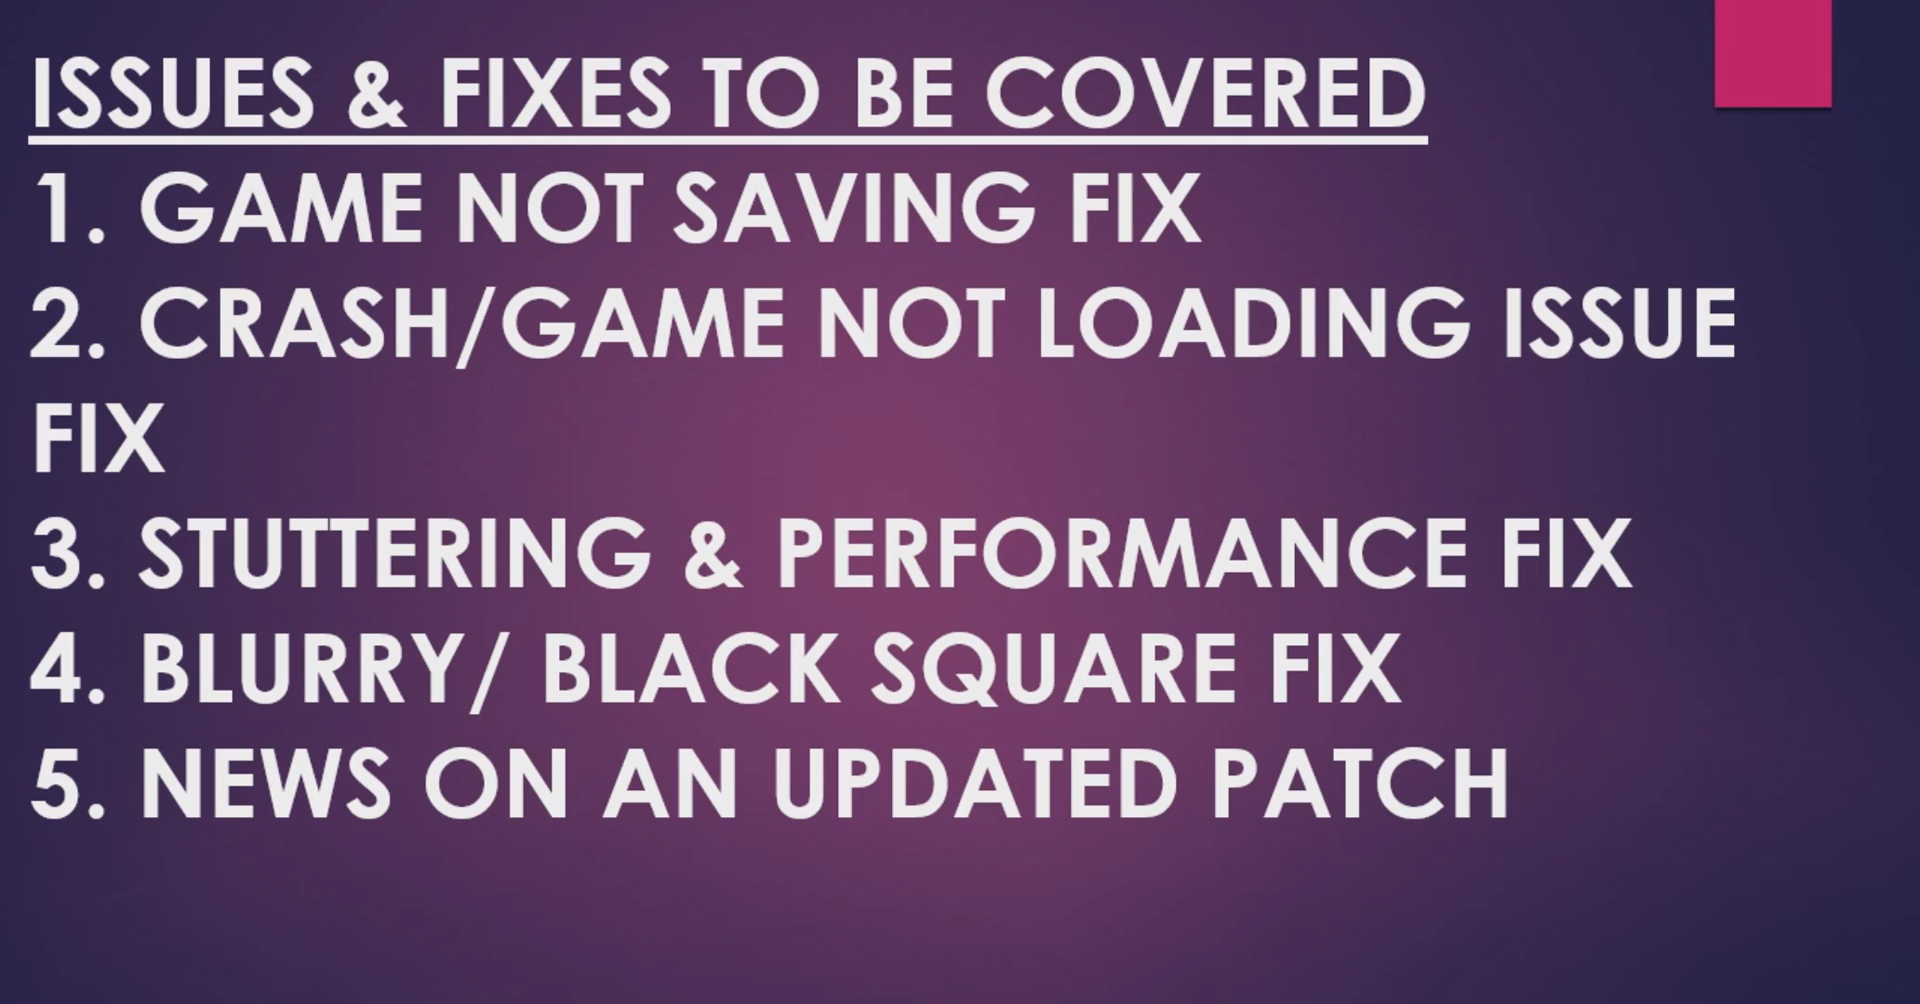 ISSUES & FIXES TO BE COVERED
1. GAME NOT SAVING FIX
2. CRASH/GAME NOT LOADING ISSUE
FIX
3. STUTTERING & PERFORMANCE FIX
4. BLURRY/ BLACK SQUARE FIX
5. NEWS ON AN UPDATED PATCH